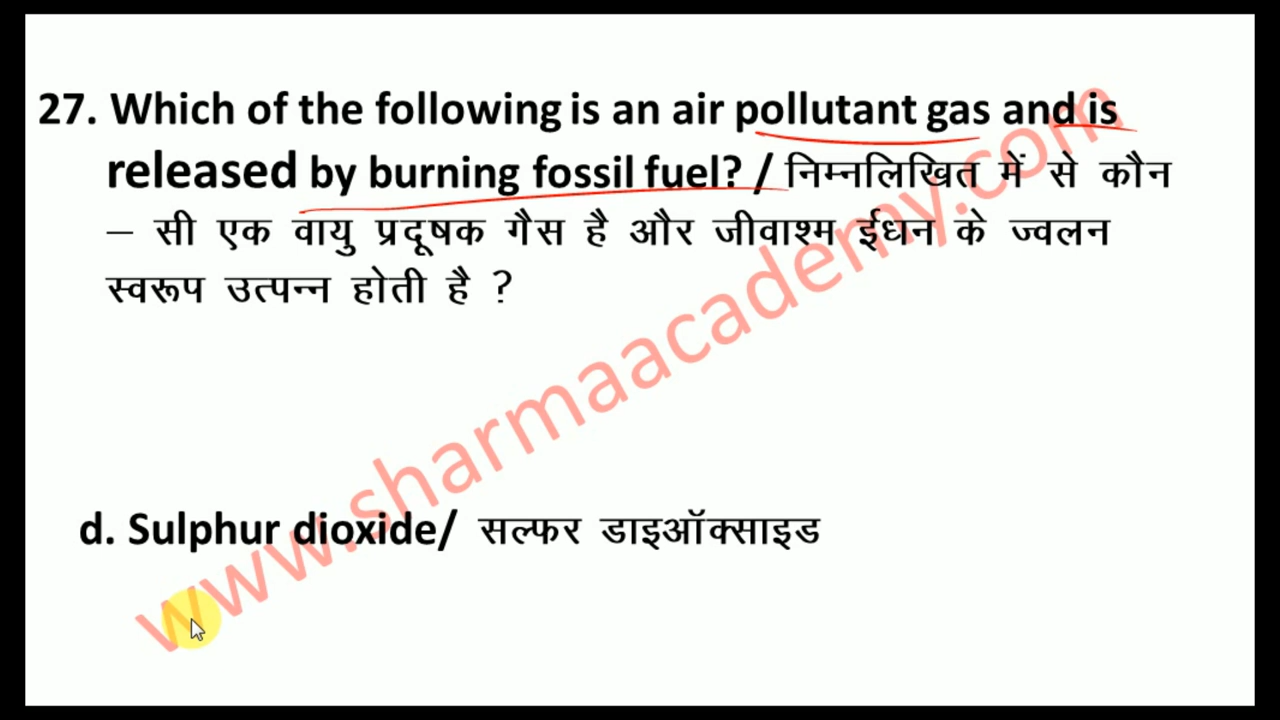 27. Which of the following is an air pollutant gas and is
released by burning fossil fuel? / निम्नलिखित में से कौन
– सी एक वायु प्रदूषक गैस है और जीवाश्म ईधन के ज्वलन
स्वरूप उत्पन्न होती है ?
www.sharmaacademy.com
d. Sulphur dioxide/ सल्फर डाइऑक्साइड